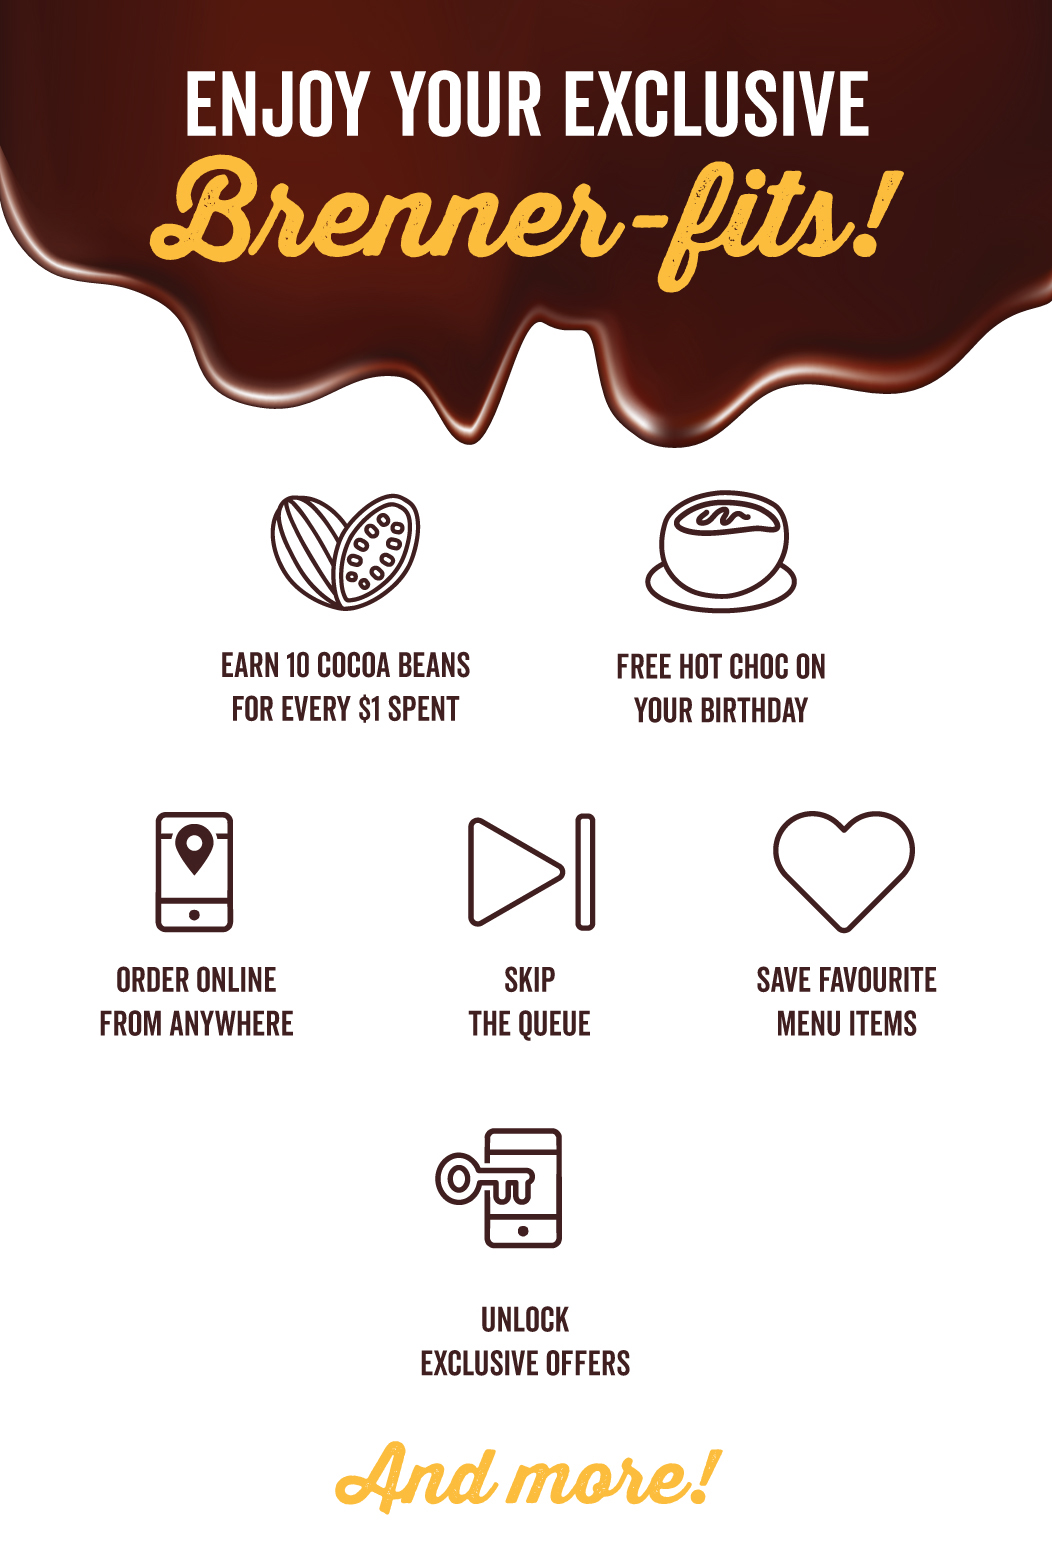 ENJOY YOUR EXCLUSIVE
Brenner-fits!
EARN 10 COCOA BEANS
FOR EVERY $1 SPENT
FREE HOT CHOC ON
YOUR BIRTHDAY
ORDER ONLINE
FROM ANYWHERE
SKIP
THE QUEUE
SAVE FAVOURITE
MENU ITEMS
UNLOCK
EXCLUSIVE OFFERS
And more!